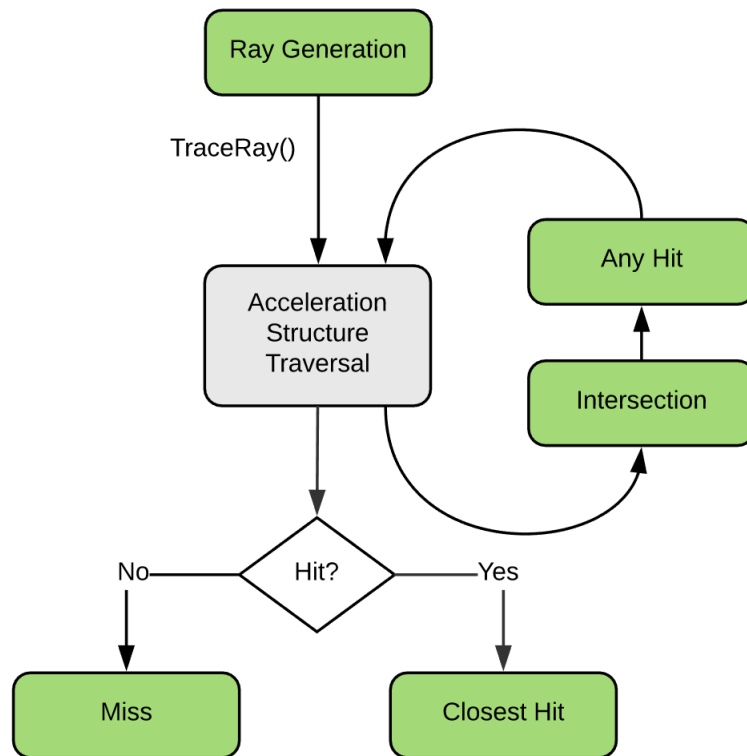 Ray Generation
TraceRay()
Any Hit
Acceleration
Structure
Traversal
Intersection
Hit?
No
Yes
Miss
Closest Hit